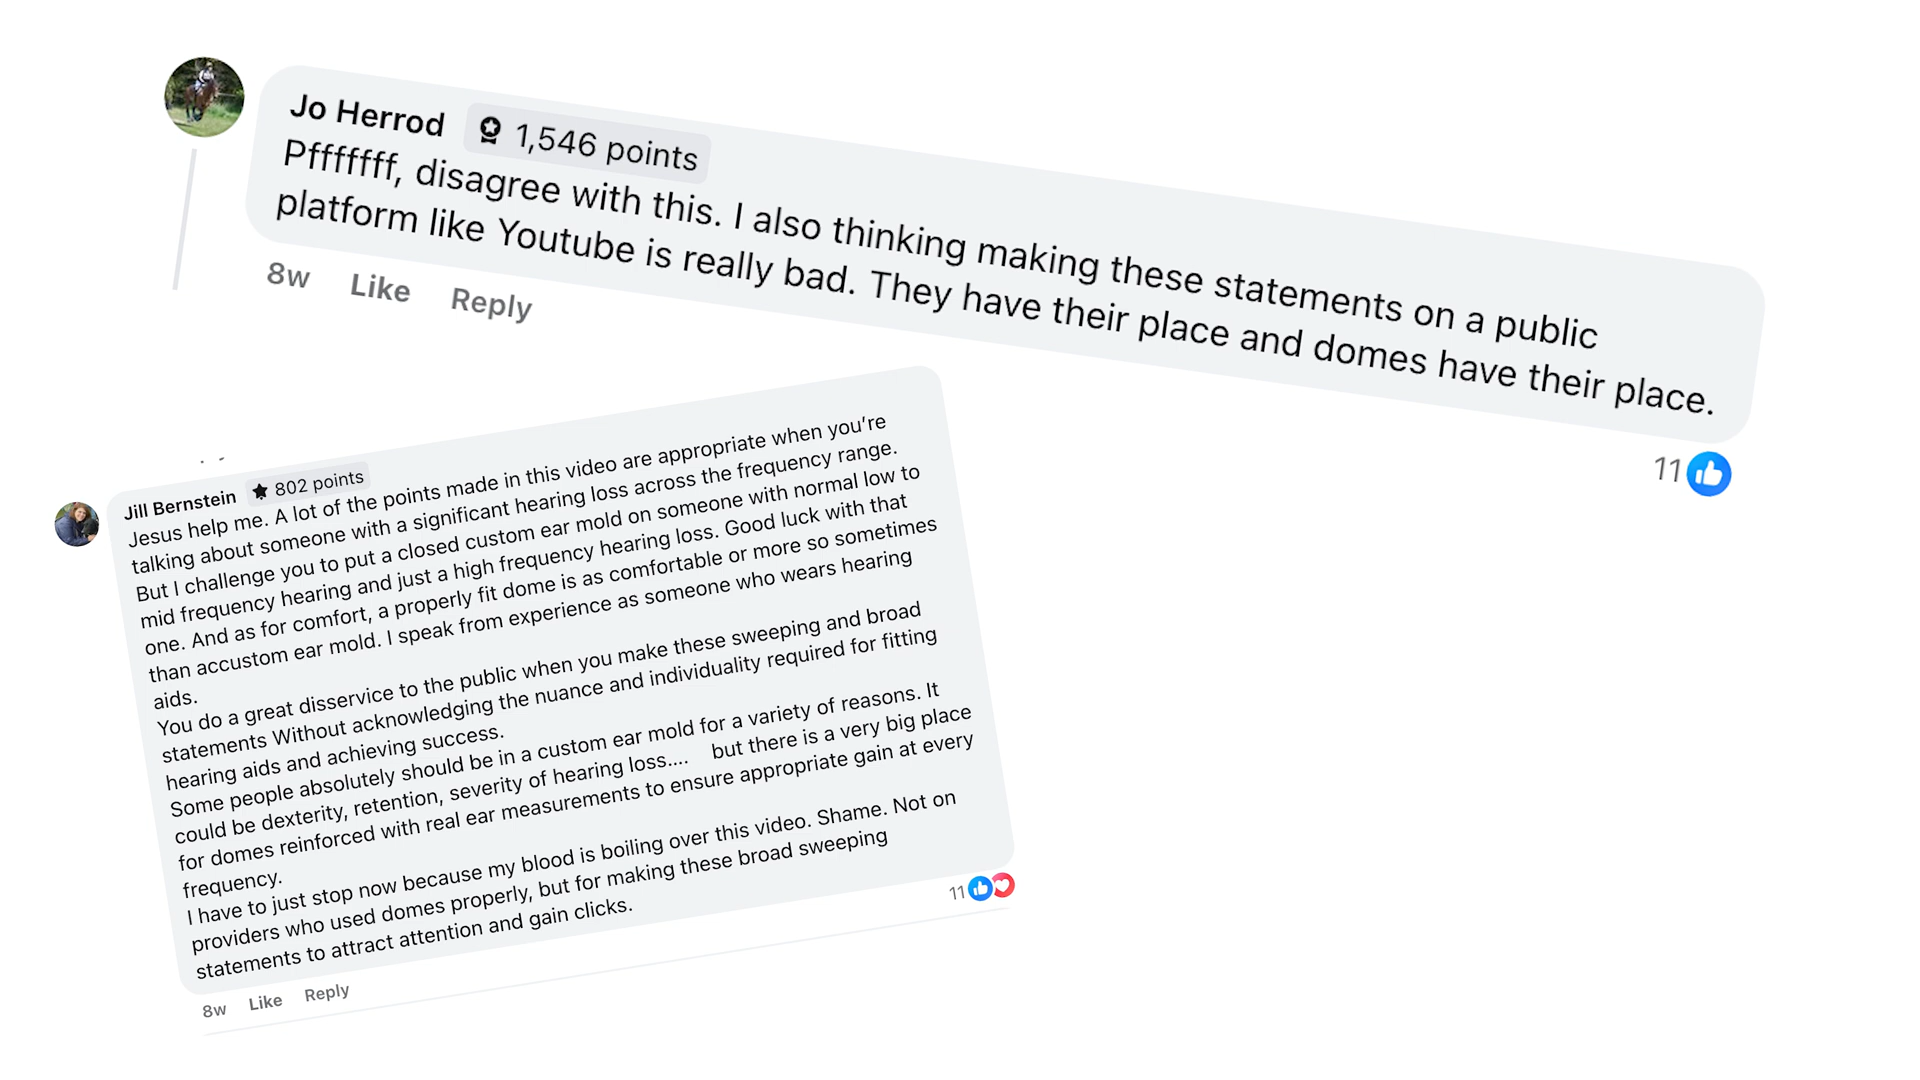 Jo Herrod 1,546 points
Pfffffff, disagree with this. I also thinking making these statements on a public
platform like Youtube is really bad. They have their place and domes have their place.
8w Like Reply
11
Jill Bernstein 802 points
Jesus help me. A lot of the points made in this video are appropriate when you’re
talking about someone with a significant hearing loss across the frequency range.
But I challenge you to put a closed custom ear mold on someone with normal low to
mid frequency hearing and just a high frequency hearing loss. Good luck with that
one. And as for comfort, a properly fit dome is as comfortable or more so sometimes
than accustom ear mold. I speak from experience as someone who wears hearing
aids.
You do a great disservice to the public when you make these sweeping and broad
statements Without acknowledging the nuance and individuality required for fitting
hearing aids and achieving success.
Some people absolutely should be in a custom ear mold for a variety of reasons. It
could be dexterity, retention, severity of hearing loss.... but there is a very big place
for domes reinforced with real ear measurements to ensure appropriate gain at every
frequency.
I have to just stop now because my blood is boiling over this video. Shame. Not on
providers who used domes properly, but for making these broad sweeping
statements to attract attention and gain clicks.
11
8w Like Reply